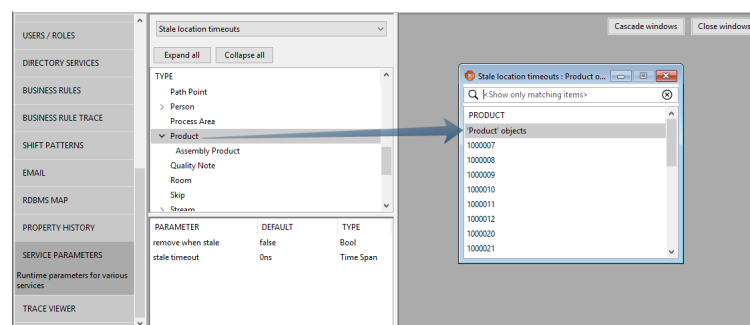 USERS / ROLES
DIRECTORY SERVICES
BUSINESS RULES
BUSINESS RULE TRACE
SHIFT PATTERNS
EMAIL
RDBMS MAP
PROPERTY HISTORY
SERVICE PARAMETERS
Runtime parameters for various
services
TRACE VIEWER
Stale location timeouts
Expand all Collapse all
TYPE
Path Point
Person
Process Area
Product
Assembly Product
Quality Note
Room
Skip
Stream
PARAMETER DEFAULT TYPE
remove when stale false Bool
stale timeout 0ns Time Span
Cascade windows Close windows
Stale location timeouts : Product o...
<Show only matching items>
PRODUCT
'Product' objects
1000007
1000008
1000009
1000010
1000011
1000012
1000020
1000021